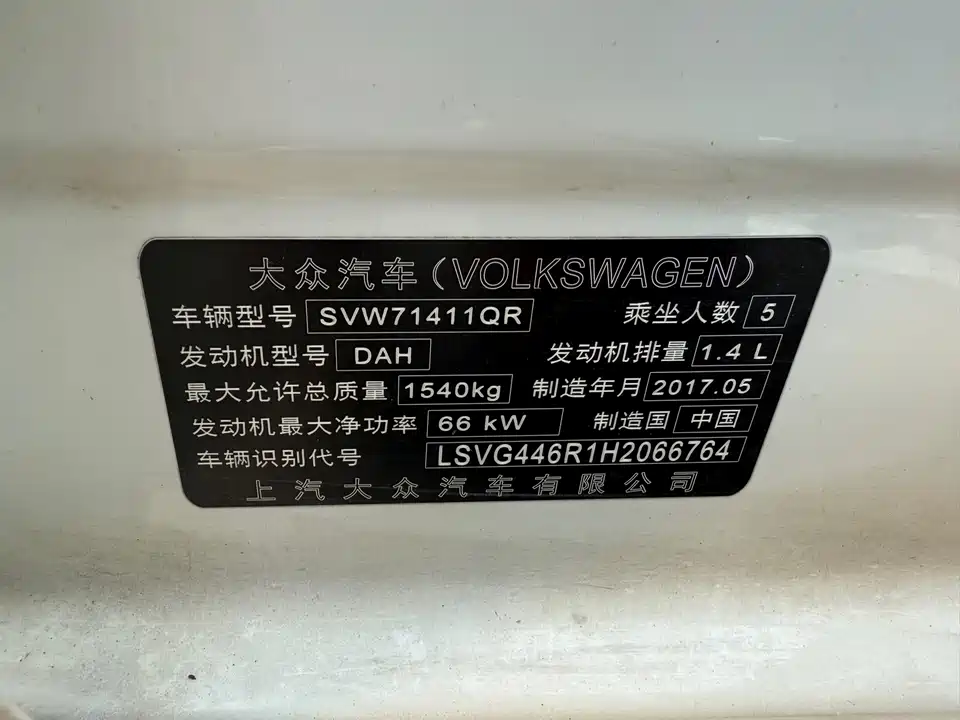 大众汽车(VOLKSWAGEN)
车辆型号 SVW71411QR 乘坐人数 5
发动机型号 DAH 发动机排量 1.4 L
最大允许总质量 1540kg 制造年月 2017.05
发动机最大净功率 66 kW 制造国 中国
车辆识别代号 LSVG446R1H2066764
上汽大众汽车有限公司